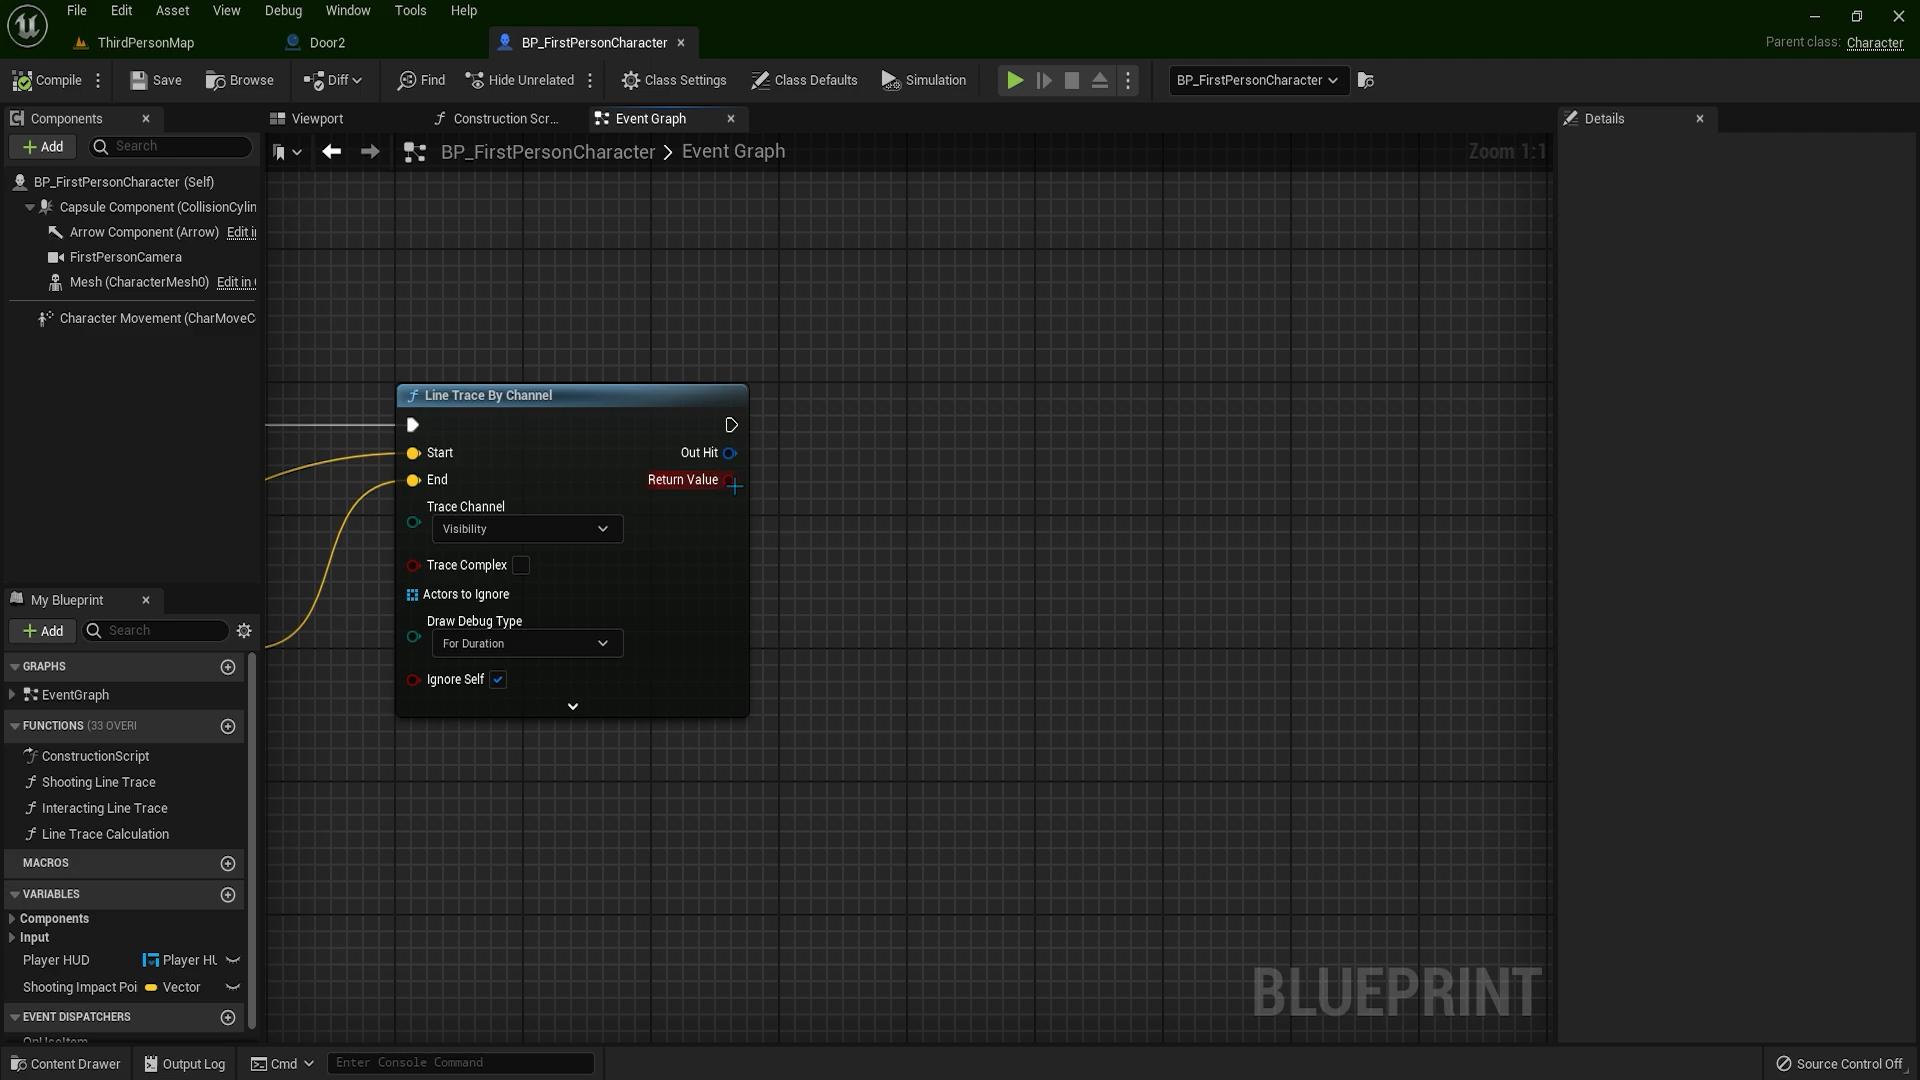 File Edit Asset View Debug Window Tools Help
ThirdPersonMap Door2 BP_FirstPersonCharacter
Parent class: Character
Compile Save Browse Diff Find Hide Unrelated Class Settings Class Defaults Simulation BP_FirstPersonCharacter
Components
Viewport Construction Scr... Event Graph
Details
Add Search
BP_FirstPersonCharacter > Event Graph
Zoom 1:1
BP_FirstPersonCharacter (Self)
Capsule Component (CollisionCylin
Arrow Component (Arrow) Edit i
FirstPersonCamera
Mesh (CharacterMesh0) Edit in
Character Movement (CharMoveC
Line Trace By Channel
Start
Out Hit
End
Return Value
Trace Channel
Visibility
Trace Complex
Actors to Ignore
Draw Debug Type
For Duration
Ignore Self
My Blueprint
Add Search
GRAPHS
EventGraph
FUNCTIONS (33 OVERI
ConstructionScript
Shooting Line Trace
Interacting Line Trace
Line Trace Calculation
MACROS
VARIABLES
Components
Input
Player HUD Player HU
Shooting Impact Poi Vector
EVENT DISPATCHERS
OnUseItem
BLUEPRINT
Content Drawer Output Log Cmd Enter Console Command
Source Control Off